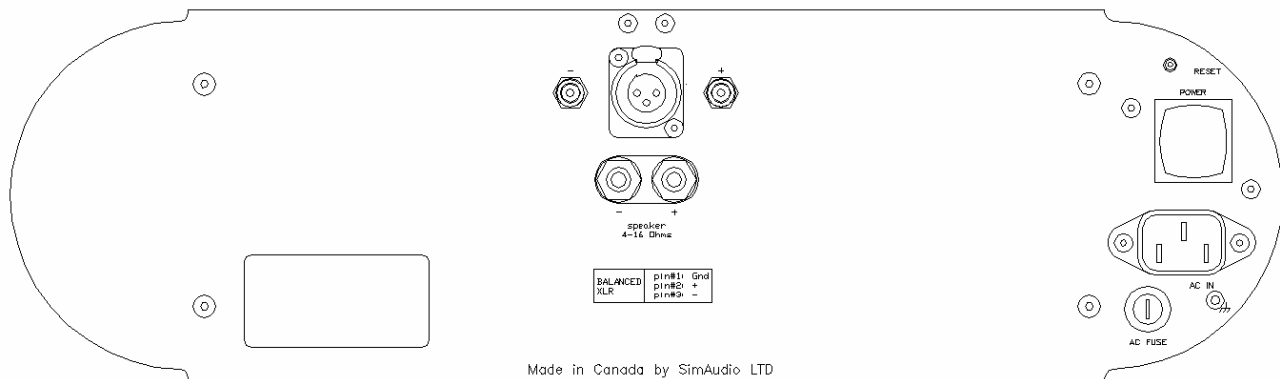 - +
RESET
POWER
- +
speaker
4-16 Ohms
BALANCED
XLR
pin#1: Gnd
pin#2: +
pin#3: -
AC IN
AC FUSE
Made in Canada by SimAudio LTD